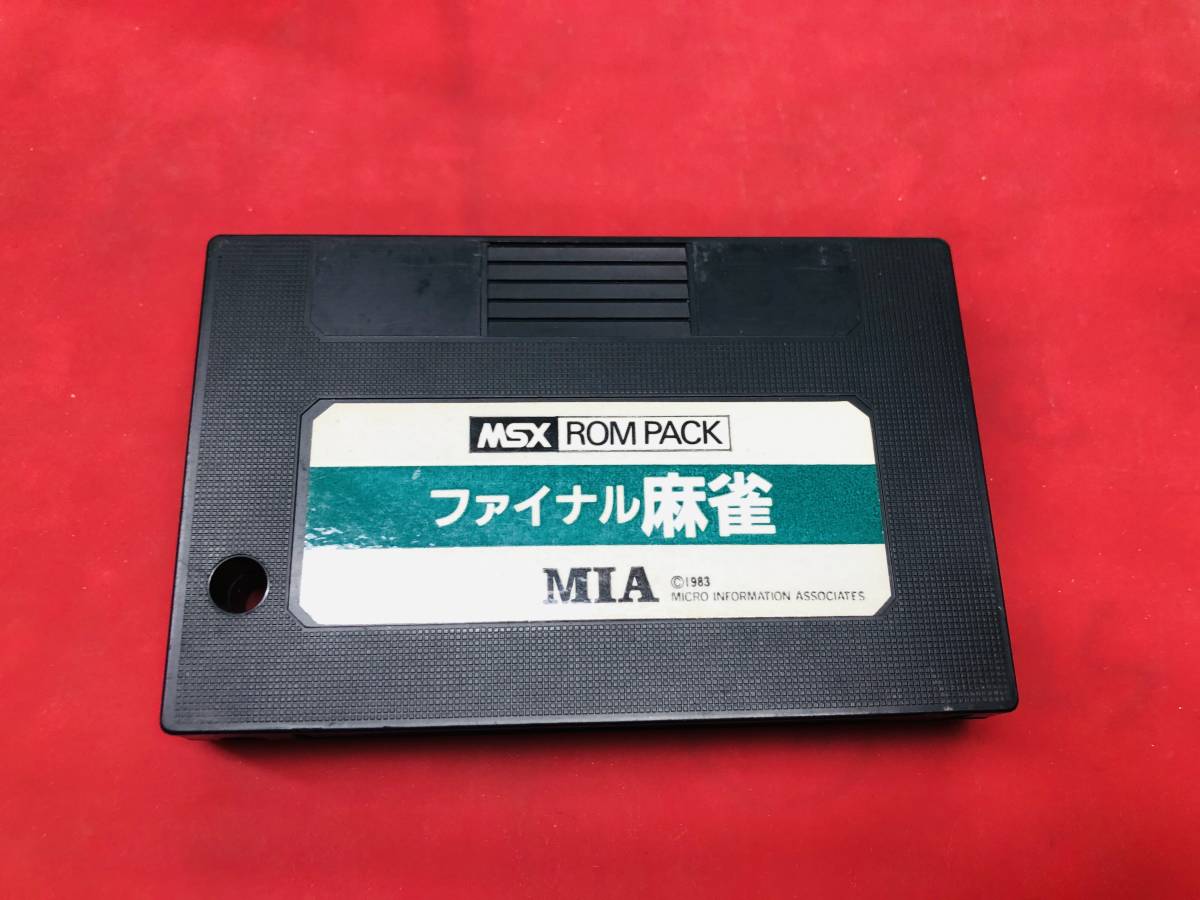 MSX ROM PACK
ファイナル麻雀
MIA ©1983
MICRO INFORMATION ASSOCIATES